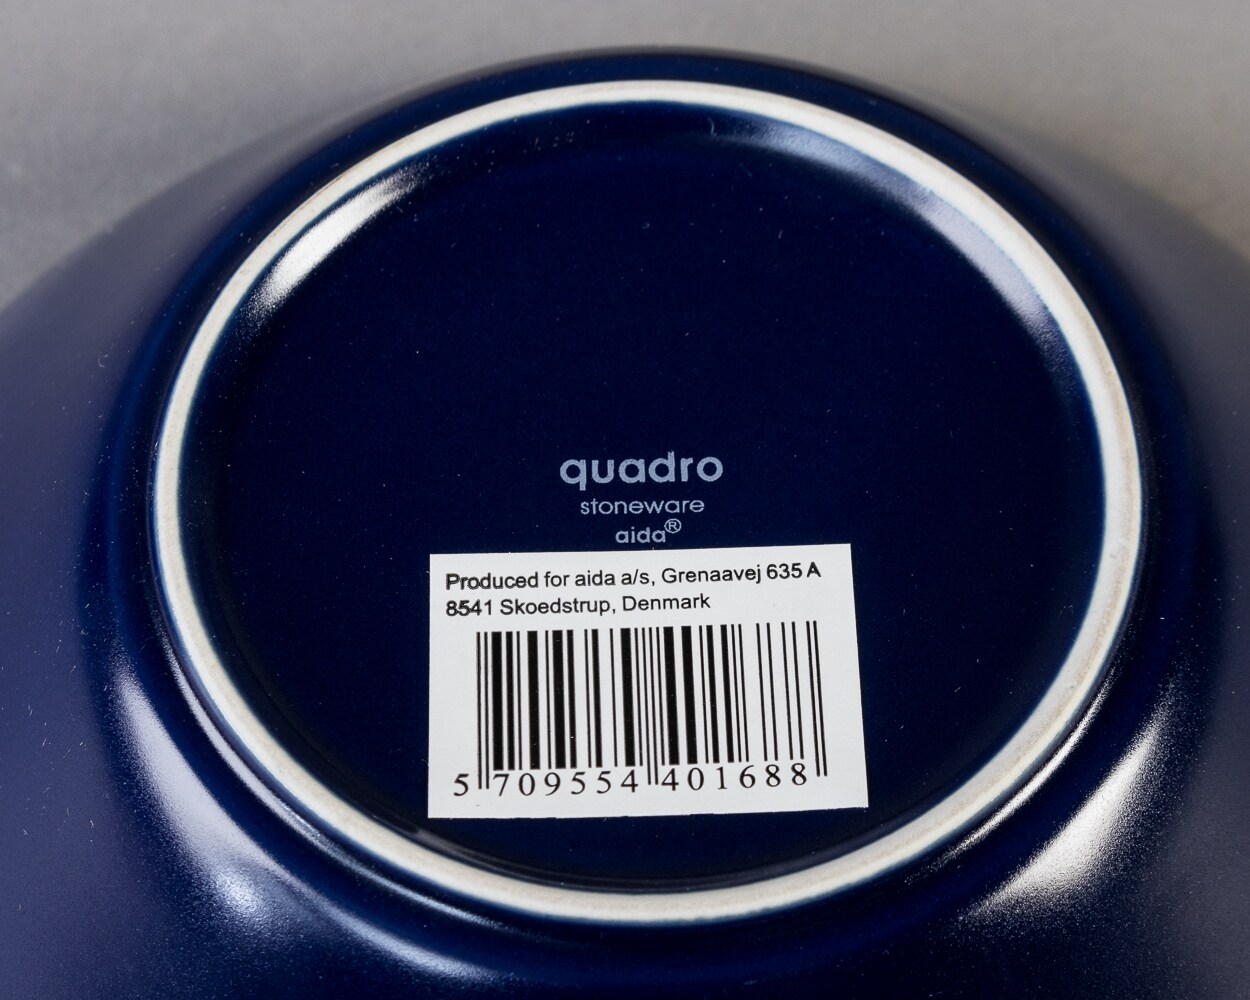 quadro
stoneware
aida®
Produced for aida a/s, Grenaavej 635 A
8541 Skoedstrup, Denmark
5 709554 401688